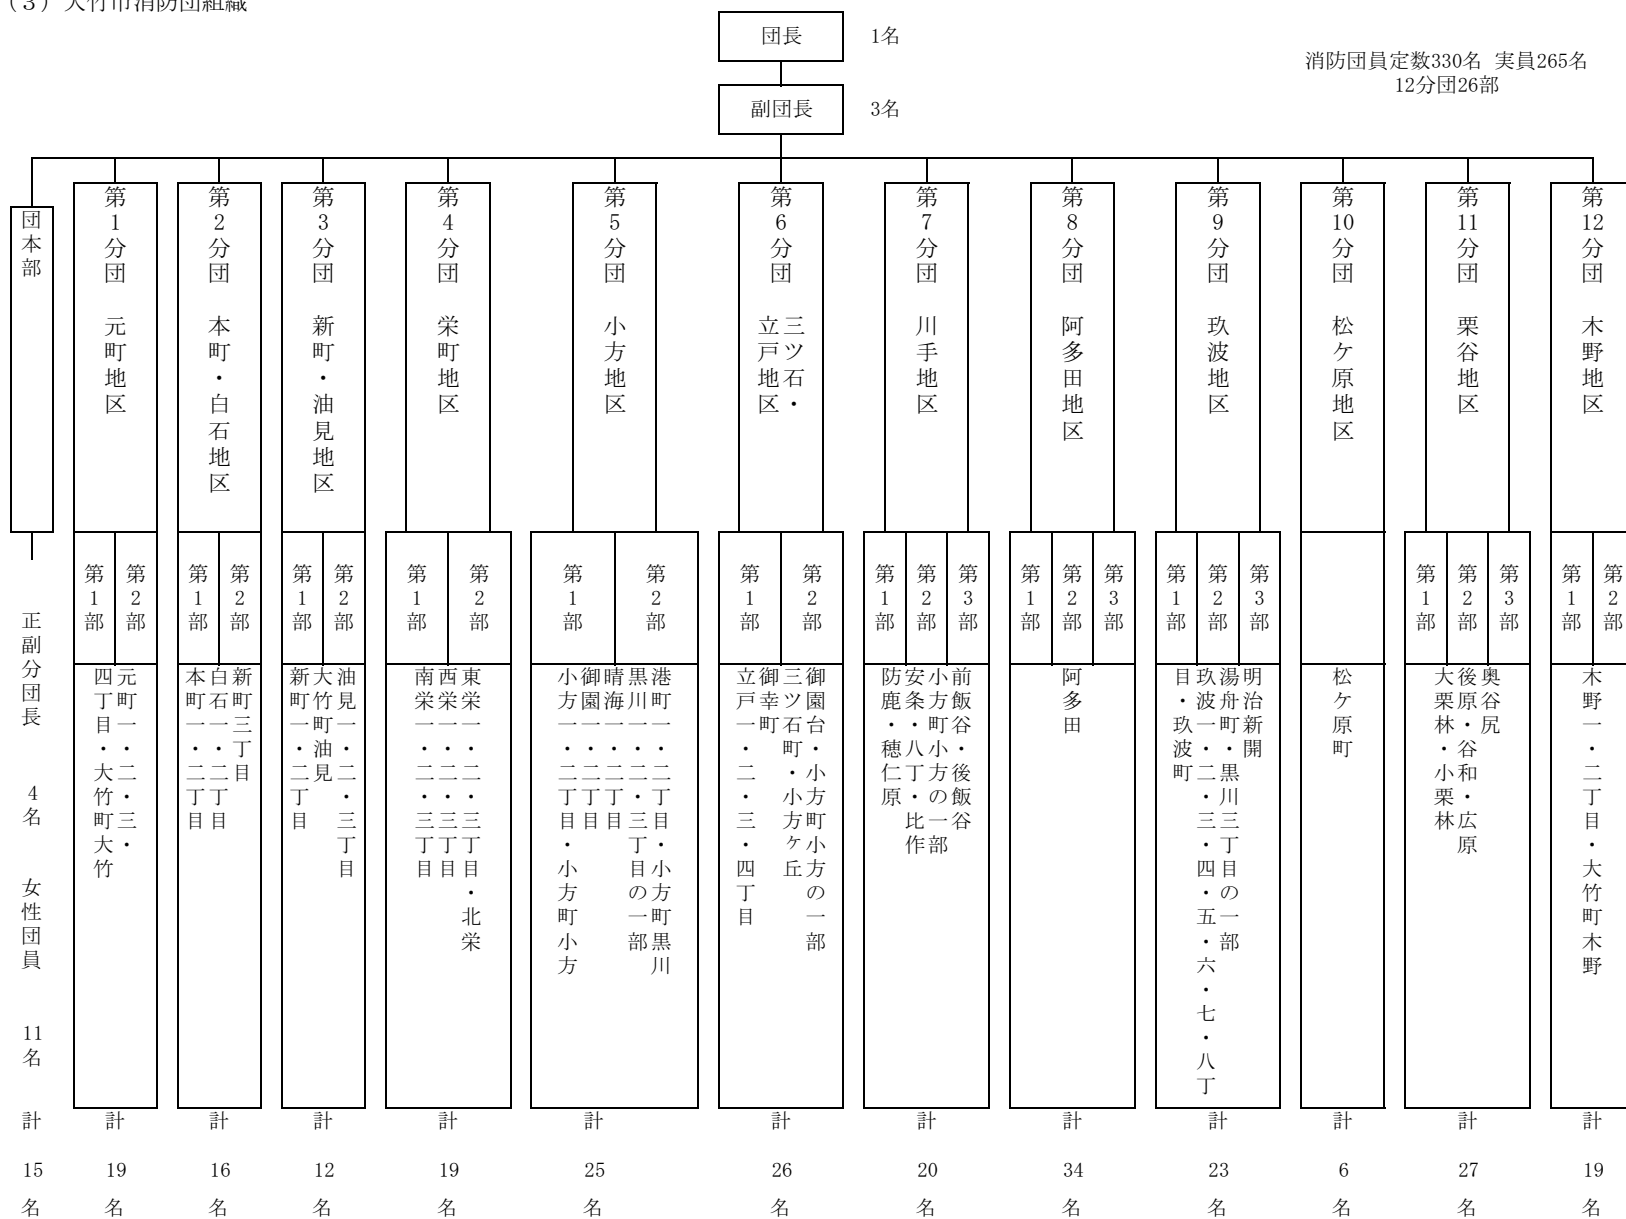 （３）大竹市消防団組織
団長
1名
消防団員定数330名 実員265名
12分団26部
副団長
3名
団本部
第1分団 元町地区
第2分団 本町・白石地区
第3分団 新町・油見地区
第4分団 栄町地区
第5分団 小方地区
第6分団 三ツ石・
立戸地区
第7分団 川手地区
第8分団 阿多田地区
第9分団 玖波地区
第10分団 松ケ原地区
第11分団 栗谷地区
第12分団 木野地区
正副分団長 4名 女性団員 11名
第1部
第2部
第1部
第2部
第1部
第2部
第1部
第2部
第1部
第2部
第1部
第2部
第1部
第2部
第3部
第1部
第2部
第3部
第1部
第2部
第3部
第1部
第2部
第3部
第1部
第2部
元町一・二・三・
四丁目・大竹町大竹
新町三丁目
白石一・二丁目
本町一・二丁目
油見一・二・三丁目
大竹町油見
新町一・二丁目
東栄一・二・三丁目・北栄
西栄一・二・三丁目
南栄一・二・三丁目
港町一・二丁目・小方町黒川
黒川一・二・三丁目の一部
晴海一・二丁目
御園一・二丁目
小方一・二丁目・小方町小方
御園台・小方町小方の一部
三ツ石町・小方ケ丘
御幸町
立戸一・二・三・四丁目
前飯谷・後飯谷
小方町小方の一部
安条・八丁・比作
防鹿・穂仁原
阿多田
明治新開
湯舟町・黒川三丁目の一部
玖波一・二・三・四・五・六・七・八丁
目・玖波町
松ケ原町
奥谷尻
後原・谷和・広原
大栗林・小栗林
木野一・二丁目・大竹町木野
計 15名
計 19名
計 16名
計 12名
計 19名
計 25名
計 26名
計 20名
計 34名
計 23名
計 6名
計 27名
計 19名